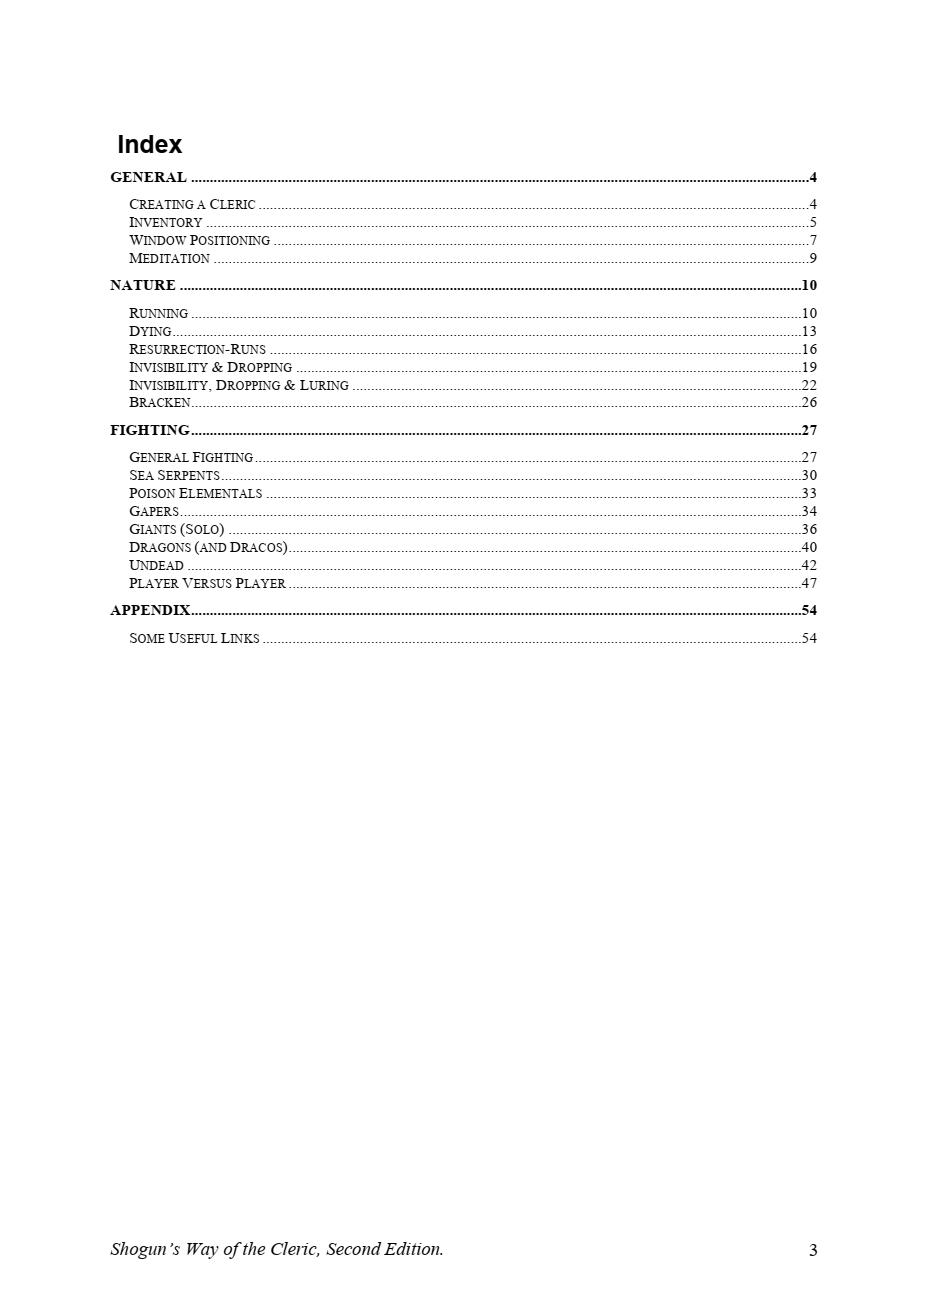 Index
GENERAL ........................................................................................................4
CREATING A CLERIC ........................................................................................................4
INVENTORY ........................................................................................................5
WINDOW POSITIONING ........................................................................................................7
MEDITATION ........................................................................................................9
NATURE ........................................................................................................10
RUNNING ........................................................................................................10
DYING........................................................................................................13
RESURRECTION-RUNS ........................................................................................................16
INVISIBILITY & DROPPING ........................................................................................................19
INVISIBILITY, DROPPING & LURING ........................................................................................................22
BRACKEN........................................................................................................26
FIGHTING........................................................................................................27
GENERAL FIGHTING........................................................................................................27
SEA SERPENTS........................................................................................................30
POISON ELEMENTALS ........................................................................................................33
GAPERS........................................................................................................34
GIANTS (SOLO) ........................................................................................................36
DRAGONS (AND DRACOS)........................................................................................................40
UNDEAD ........................................................................................................42
PLAYER VERSUS PLAYER ........................................................................................................47
APPENDIX........................................................................................................54
SOME USEFUL LINKS ........................................................................................................54
Shogun's Way of the Cleric, Second Edition. 3